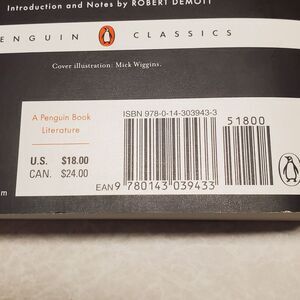 Introduction and Notes by ROBERT DEMOTT
ENGUIN CLASSICS
Cover illustration: Mick Wiggins.
A Penguin Book
Literature
U.S. $18.00
CAN. $24.00
ISBN 978-0-14-303943-3
51800
EAN 9 780143 039433
m